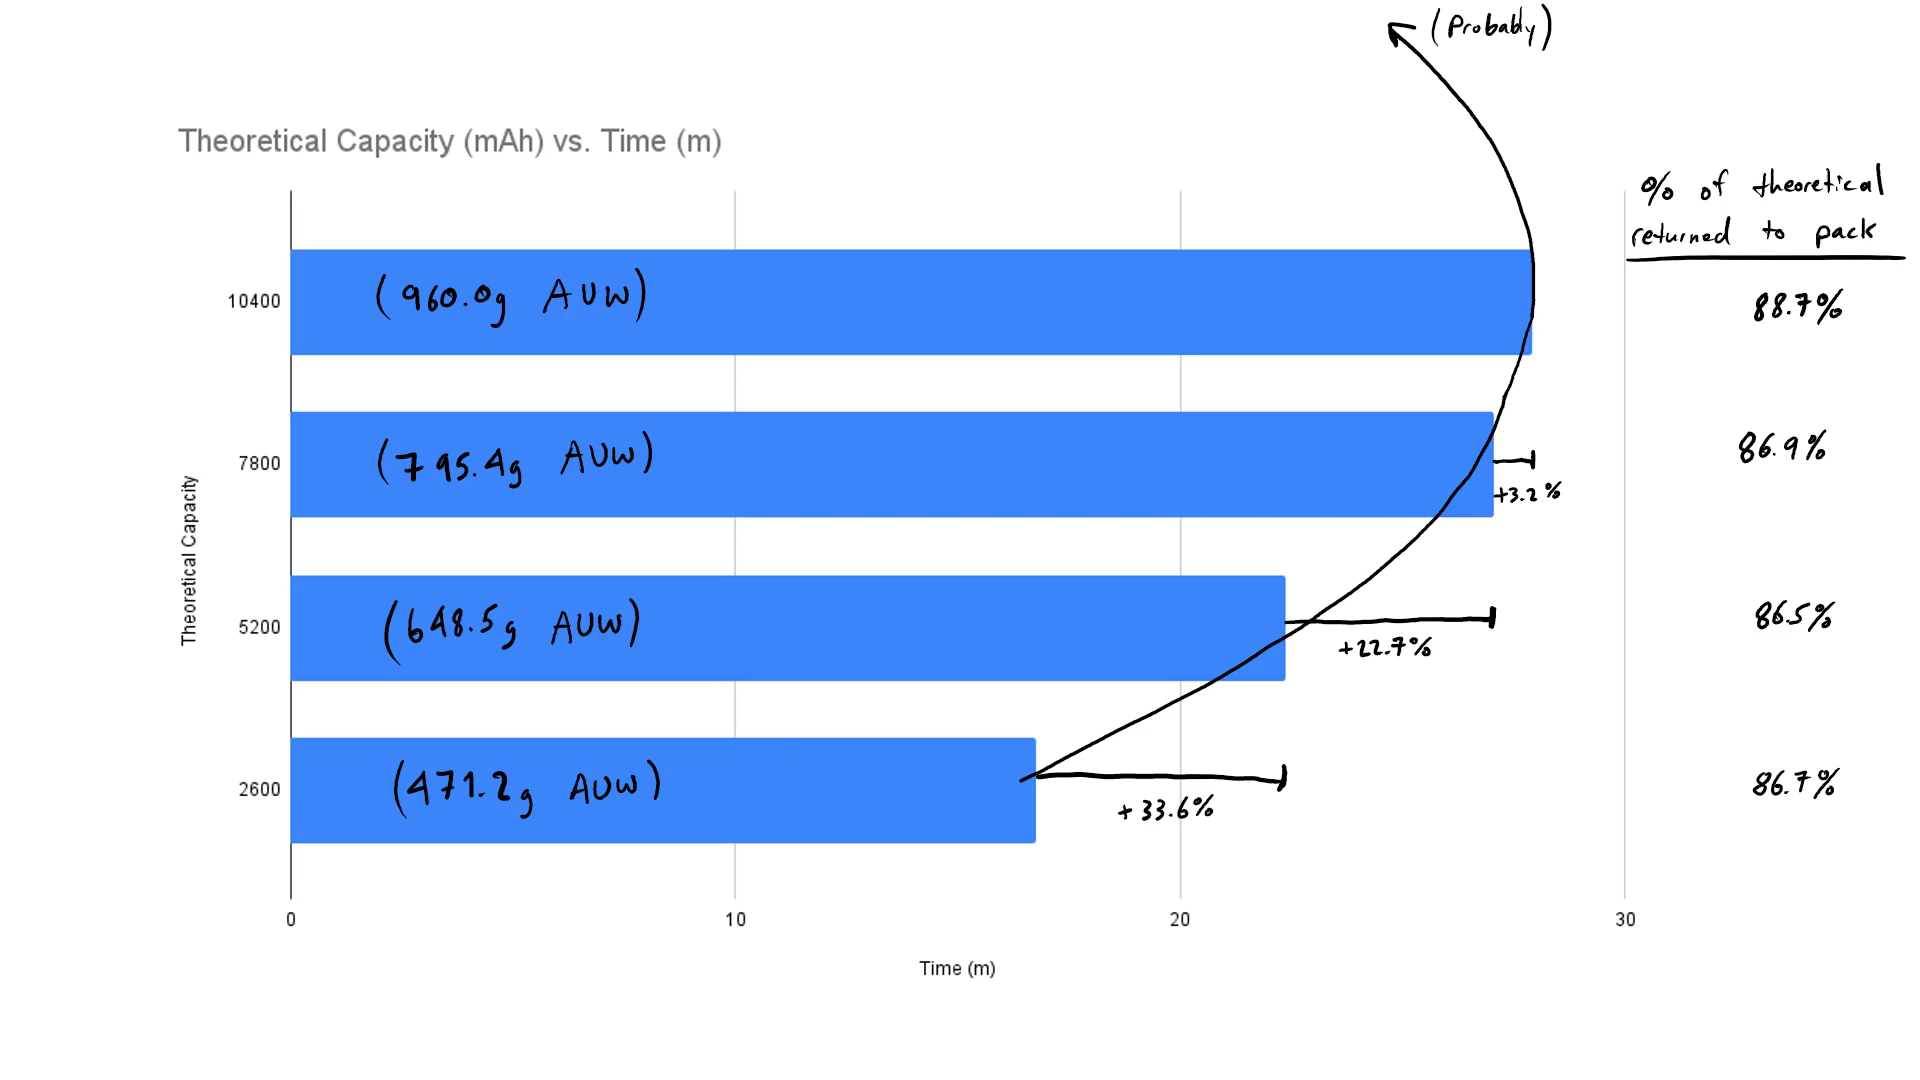 (Probably)
Theoretical Capacity (mAh) vs. Time (m)
% of theoretical
returned to pack
10400
(960.0g AUW)
88.7%
7800
(795.4g AUW)
+3.2%
86.9%
Theoretical Capacity
5200
(648.5g AUW)
+22.7%
86.5%
2600
(471.2g AUW)
+33.6%
86.7%
0 10 20 30
Time (m)